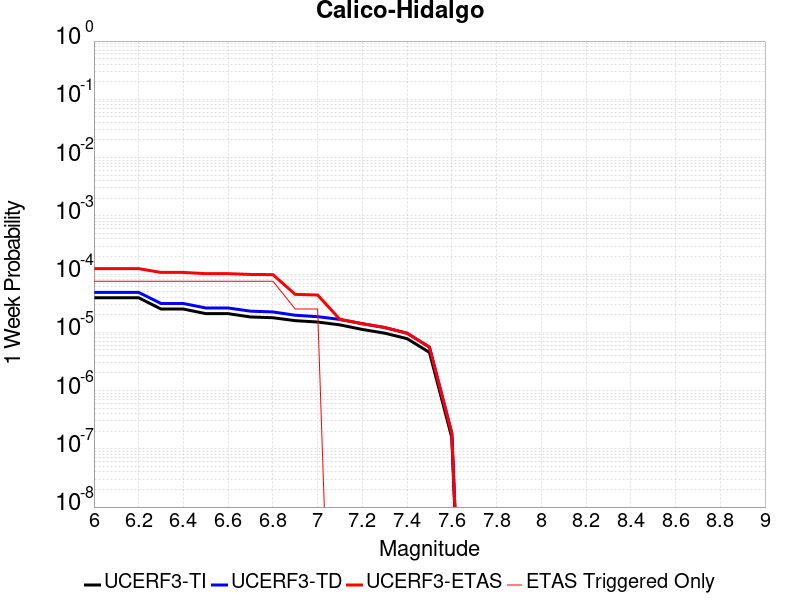 Calico-Hidalgo
10^0
10^-1
10^-2
10^-3
10^-4
10^-5
10^-6
10^-7
10^-8
1 Week Probability
6 6.2 6.4 6.6 6.8 7 7.2 7.4 7.6 7.8 8 8.2 8.4 8.6 8.8 9
Magnitude
UCERF3-TI UCERF3-TD UCERF3-ETAS ETAS Triggered Only